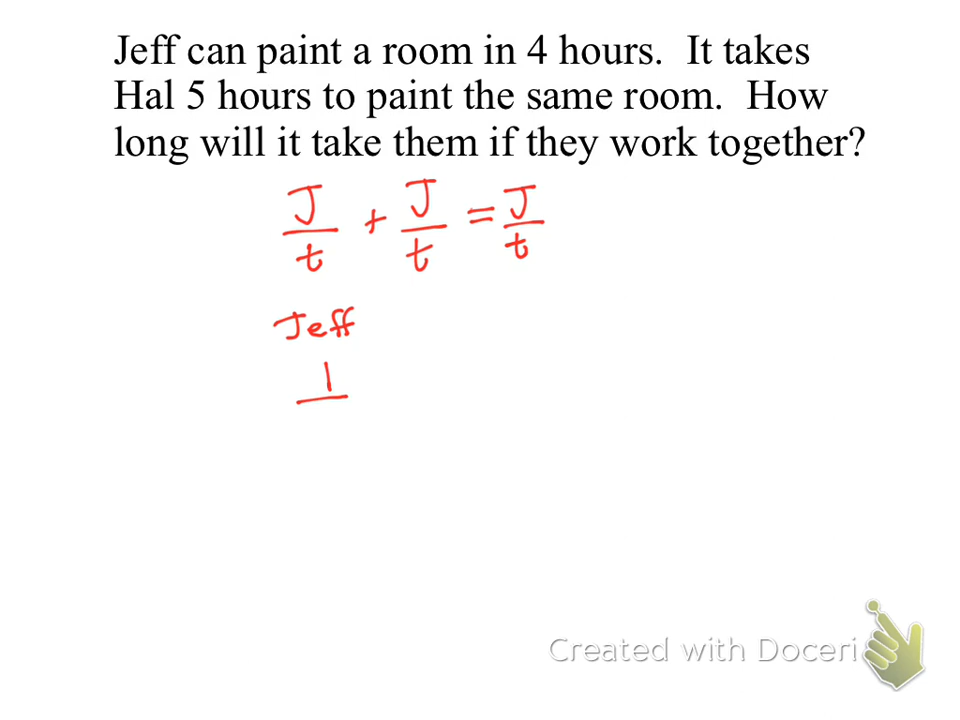 Jeff can paint a room in 4 hours.  It takes
Hal 5 hours to paint the same room.  How
long will it take them if they work together?
J/t + J/t = J/t
Jeff
1
Created with Doceri